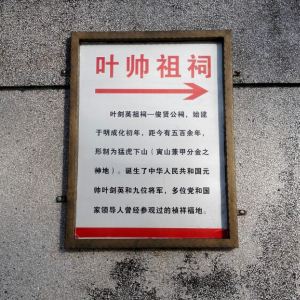 叶帅祖祠
叶剑英祖祠—俊贤公祠，始建
于明成化初年，距今有五百余年，
形制为猛虎下山（寅山兼甲分金之
神地）。诞生了中华人民共和国元
帅叶剑英和九位将军，多位党和国
家领导人曾经参观过的祯祥福地。